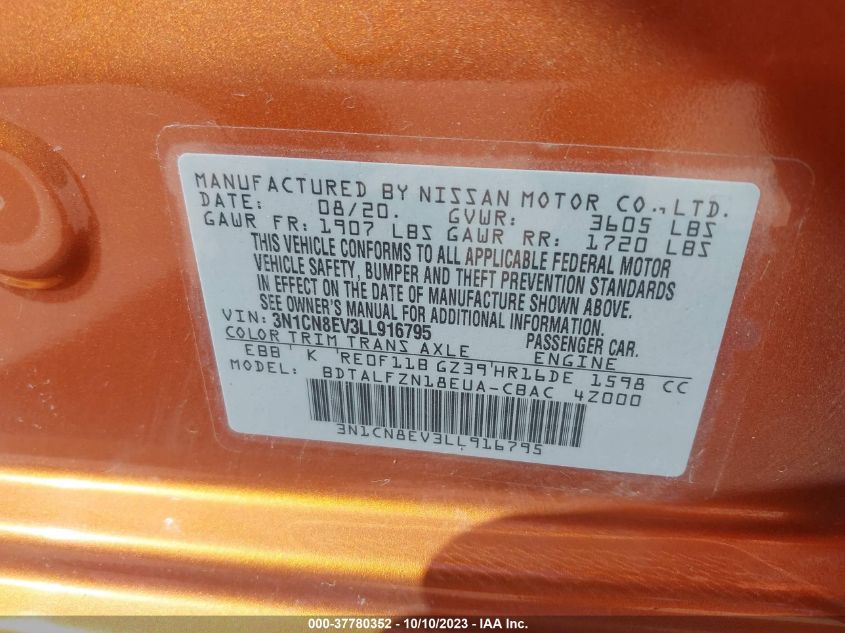 MANUFACTURED BY NISSAN MOTOR CO.,LTD.
DATE: 08/20. GVWR: 3605 LBS
GAWR FR: 1907 LBS GAWR RR: 1720 LBS
THIS VEHICLE CONFORMS TO ALL APPLICABLE FEDERAL MOTOR
VEHICLE SAFETY, BUMPER AND THEFT PREVENTION STANDARDS
IN EFFECT ON THE DATE OF MANUFACTURE SHOWN ABOVE.
SEE OWNER'S MANUAL FOR ADDITIONAL INFORMATION.
VIN: 3N1CN8EV3LL916795 PASSENGER CAR.
COLOR TRIM TRANS AXLE ENGINE
EBB K RE0F11B GZ39 HR16DE 1598 CC
MODEL: BDTALFZN18EUA-CBAC 4Z000
3N1CN8EV3LL916795
000-37780352 - 10/10/2023 - IAA Inc.